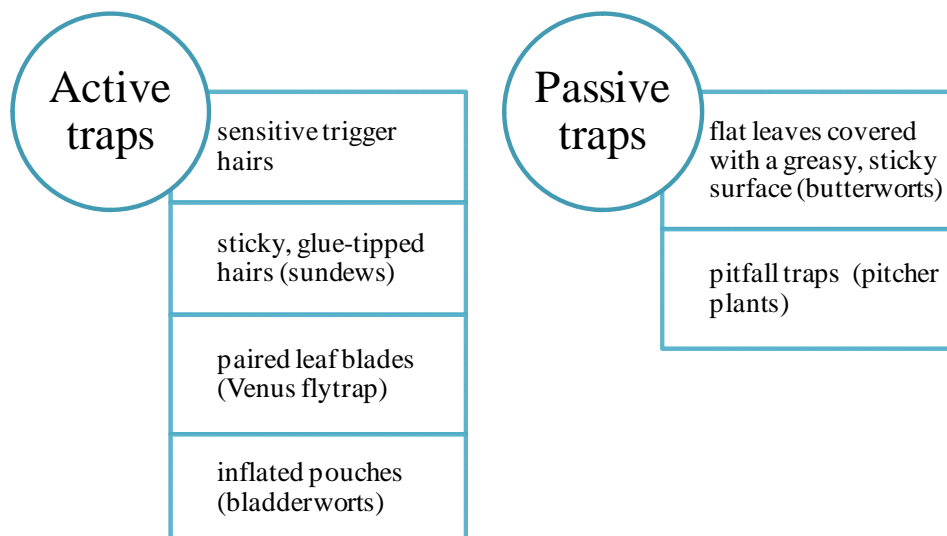 Active
traps
sensitive trigger
hairs
sticky, glue-tipped
hairs (sundews)
paired leaf blades
(Venus flytrap)
inflated pouches
(bladderworts)
Passive
traps
flat leaves covered
with a greasy, sticky
surface (butterworts)
pitfall traps (pitcher
plants)